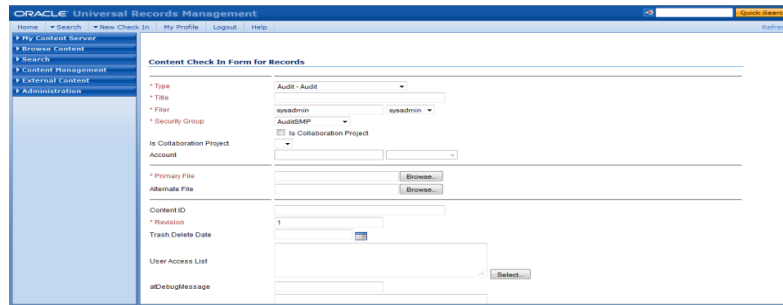 ORACLE Universal Records Management
Quick Searc
Home Search New Check In My Profile Logout Help Refre
My Content Server
Browse Content
Search
Content Management
External Content
Administration
Content Check In Form for Records
* Type Audit - Audit
* Title
* Filer sysadmin sysadmin
* Security Group AuditSMP
Is Collaboration Project
Is Collaboration Project
Account
* Primary File Browse...
Alternate File Browse...
Content ID
* Revision 1
Trash Delete Date
User Access List Select...
atDebugMessage